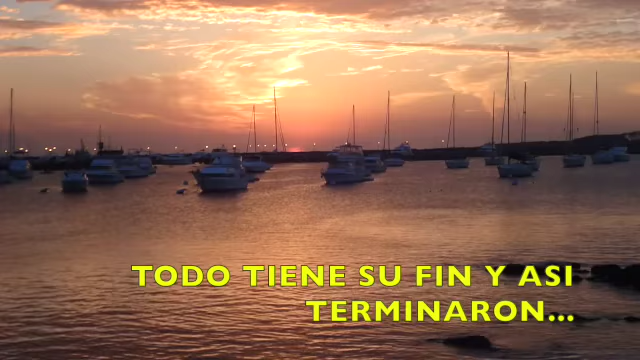 TODO TIENE SU FIN Y ASI
TERMINARON...